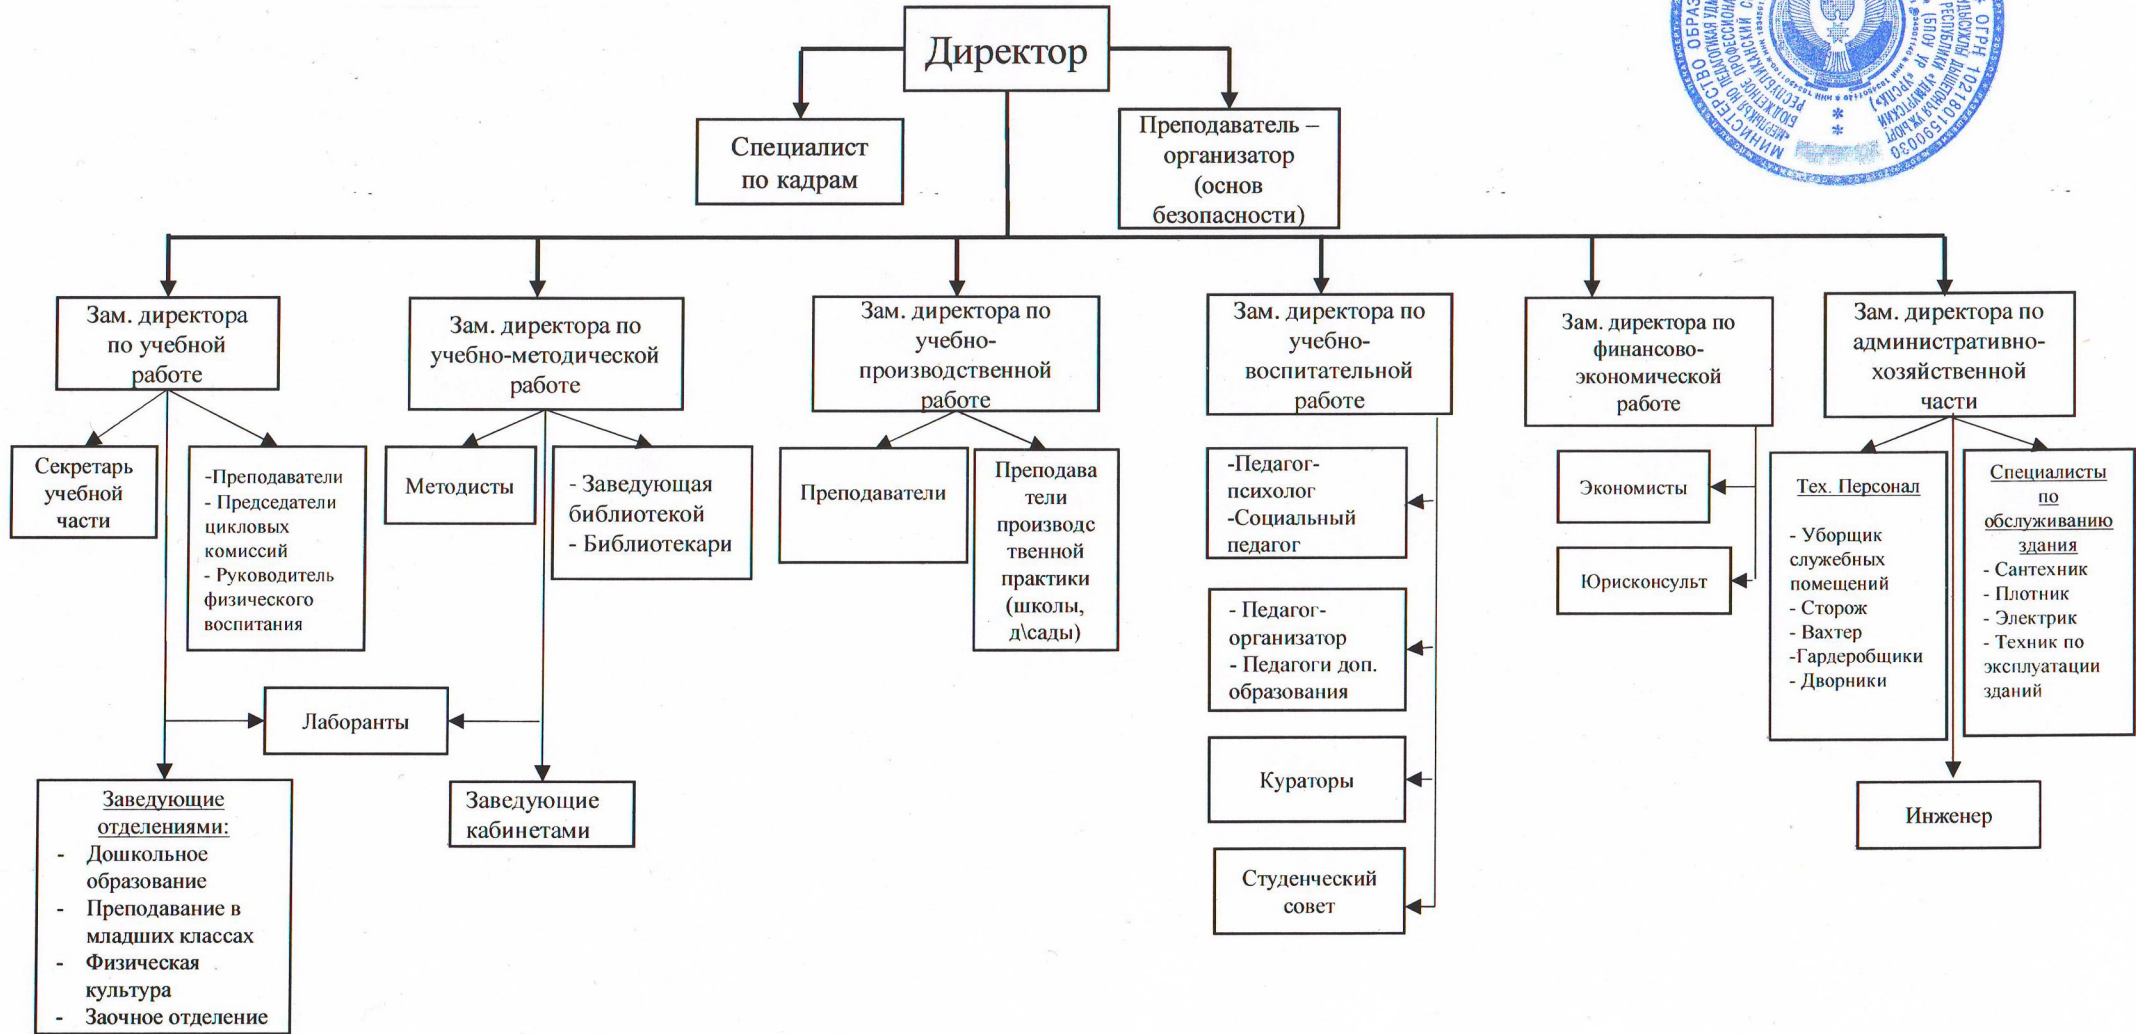 Директор
Специалист
по кадрам
Преподаватель –
организатор
(основ
безопасности)
МИНИСТЕРСТВО ОБРАЗ
* ОГРН 1021801590030
Зам. директора
по учебной
работе
Зам. директора по
учебно-методической
работе
Зам. директора по
учебно-
производственной
работе
Зам. директора по
учебно-
воспитательной
работе
Зам. директора по
финансово-
экономической
работе
Зам. директора по
административно-
хозяйственной
части
Секретарь
учебной
части
-Преподаватели
- Председатели
цикловых
комиссий
- Руководитель
физического
воспитания
Методисты
- Заведующая
библиотекой
- Библиотекари
Преподаватели
Преподава
тели
производс
твенной
практики
(школы,
д\сады)
-Педагог-
психолог
-Социальный
педагог
- Педагог-
организатор
- Педагоги доп.
образования
Кураторы
Студенческий
совет
Экономисты
Юрисконсульт
Тех. Персонал
- Уборщик
служебных
помещений
- Сторож
- Вахтер
-Гардеробщики
- Дворники
Специалисты
по
обслуживанию
здания
- Сантехник
- Плотник
- Электрик
- Техник по
эксплуатации
зданий
Лаборанты
Заведующие
отделениями:
- Дошкольное
образование
- Преподавание в
младших классах
- Физическая
культура
- Заочное отделение
Заведующие
кабинетами
Инженер